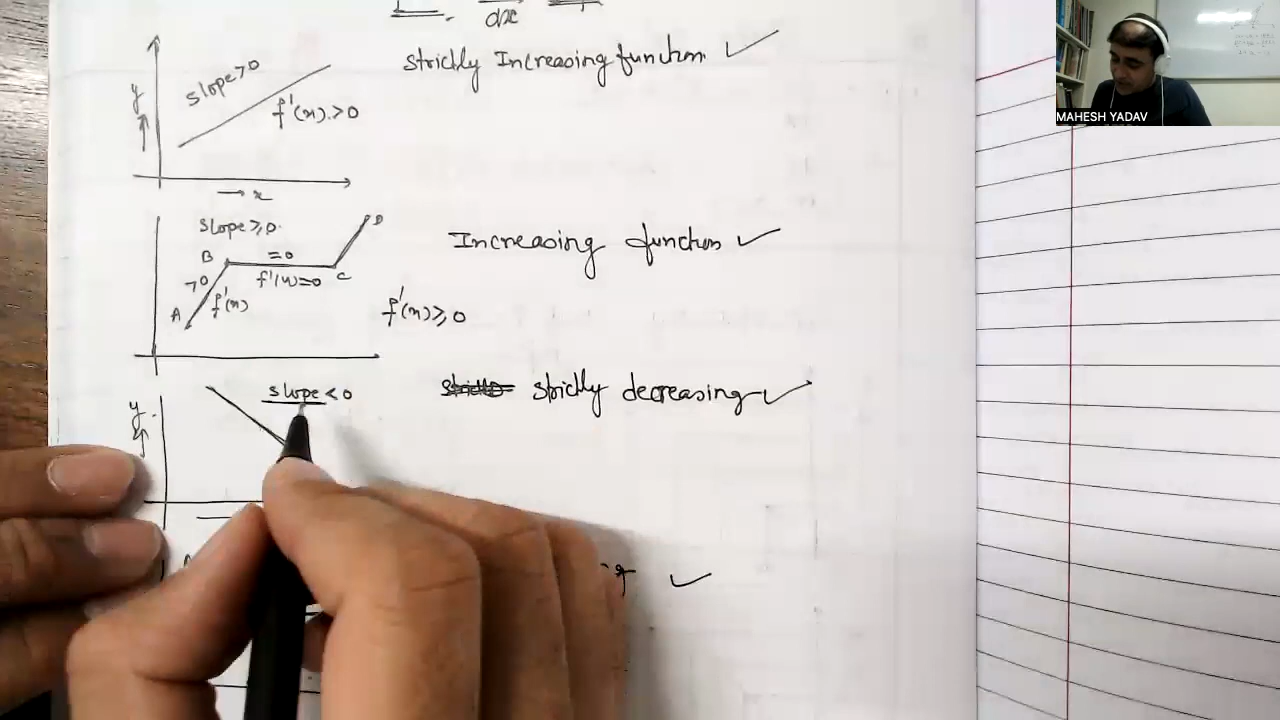 dx
Strictly Increasing function ✓
MAHESH YADAV
slope>0
y
f'(x).>0
→ x
slope ≥0.
Increasing function ✓
B
=0
D
>0
f'(x)=0
C
A
f'(x)
f'(x)≥0
slope<0
strictly decreasing ✓
y